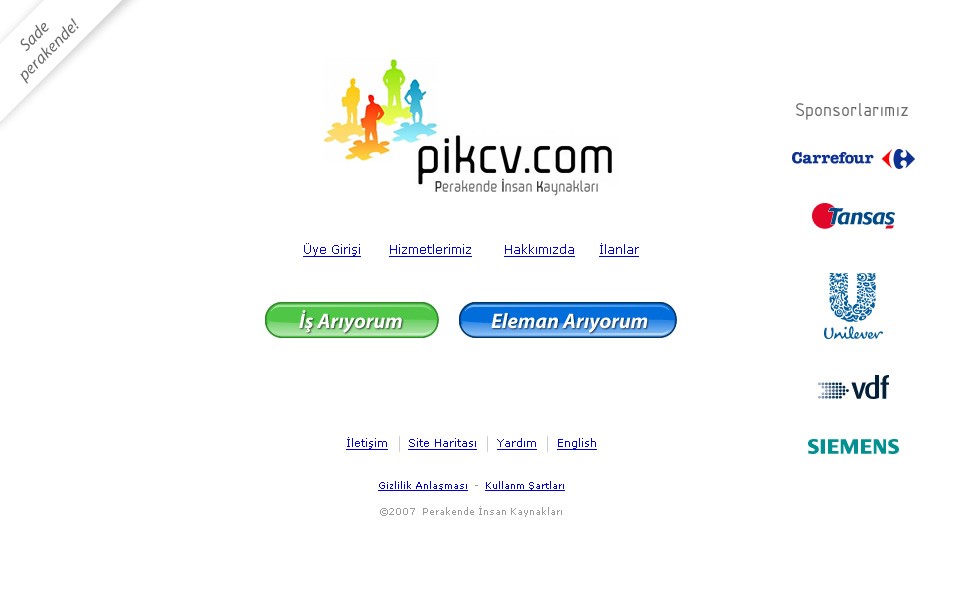 Sade
perakende!
pikcv.com
Perakende İnsan Kaynakları
Üye Girişi Hizmetlerimiz Hakkımızda İlanlar
İş Arıyorum Eleman Arıyorum
İletişim Site Haritası Yardım English
Gizlilik Anlaşması - Kullanm Şartları
©2007 Perakende İnsan Kaynakları
Sponsorlarımız
Carrefour
Tansaş
Unilever
vdf
SIEMENS